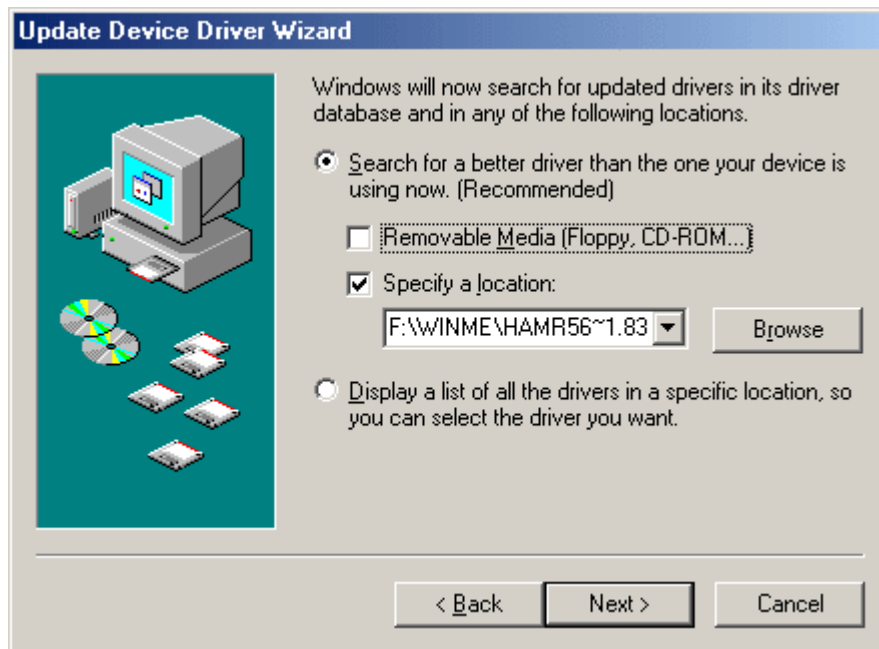 Update Device Driver Wizard
Windows will now search for updated drivers in its driver
database and in any of the following locations.
Search for a better driver than the one your device is
using now. (Recommended)
Removable Media (Floppy, CD-ROM...)
Specify a location:
F:\WINME\HAMR56~1.83
Browse
Display a list of all the drivers in a specific location, so
you can select the driver you want.
< Back
Next >
Cancel